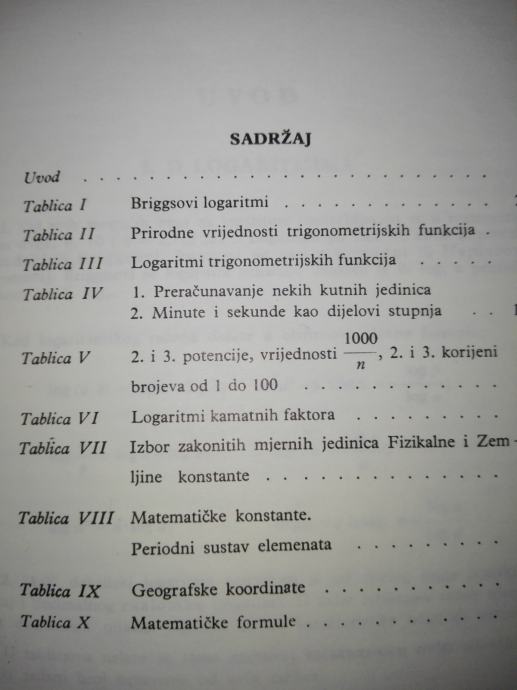 UVOD
SADRŽAJ
Uvod . . . . . . . . . . . . . . . . . . . . . . . .
Tablica I Briggsovi logaritmi . . . . . . . . . . . . .
Tablica II Prirodne vrijednosti trigonometrijskih funkcija .
Tablica III Logaritmi trigonometrijskih funkcija . . . . .
Tablica IV 1. Preračunavanje nekih kutnih jedinica
2. Minute i sekunde kao dijelovi stupnja . . 1
Tablica V 2. i 3. potencije, vrijednosti 1000/n, 2. i 3. korijeni
brojeva od 1 do 100 . . . . . . . . . . . .
Tablica VI Logaritmi kamatnih faktora . . . . . . . . .
Tablica VII Izbor zakonitih mjernih jedinica Fizikalne i Zem-
ljine konstante . . . . . . . . . . . . . .
Tablica VIII Matematičke konstante.
Periodni sustav elemenata . . . . . . . . .
Tablica IX Geografske koordinate . . . . . . . . . . .
Tablica X Matematičke formule . . . . . . . . . . . .